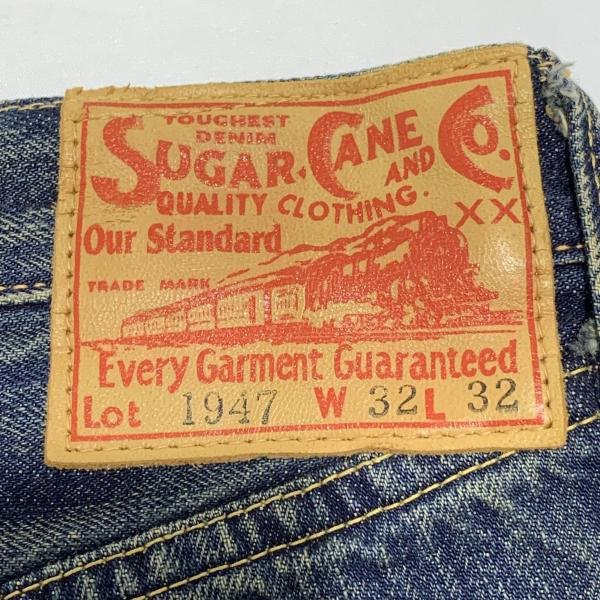 TOUGHEST
DENIM
SUGAR CANE AND CO.
QUALITY CLOTHING.
XX
Our Standard
TRADE MARK
Every Garment Guaranteed
Lot 1947 W 32 L 32